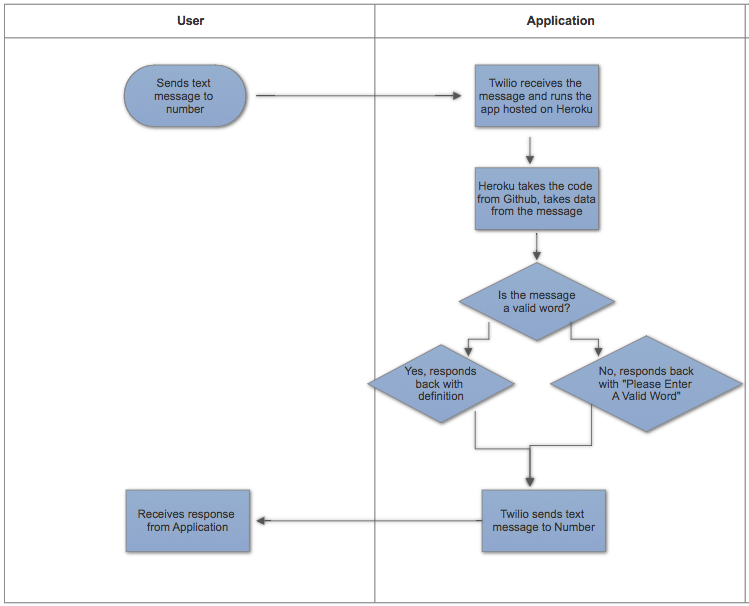 User
Application
Sends text
message to
number
Twilio receives the
message and runs the
app hosted on Heroku
Heroku takes the code
from Github, takes data
from the message
Is the message
a valid word?
Yes, responds
back with
definition
No, responds back
with "Please Enter
A Valid Word"
Receives response
from Application
Twilio sends text
message to Number